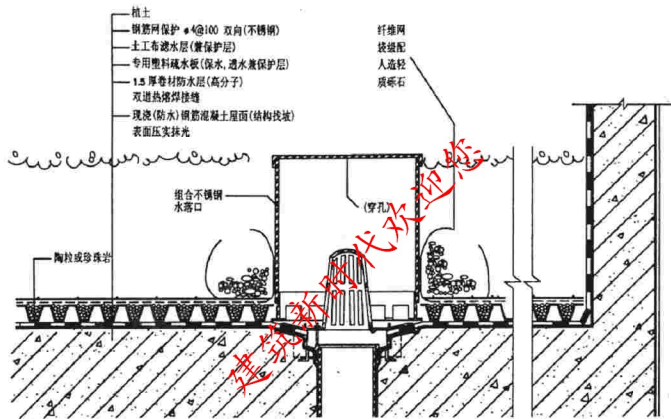 植土
钢筋网保护 φ4@100 双向(不锈钢)
土工布滤水层(兼保护层)
专用塑料疏水板(保水,透水兼保护层)
1.5厚卷材防水层(高分子)
双道热熔焊接缝
现浇(防水)钢筋混凝土屋面(结构找坡)
表面压实抹光
纤维网
袋级配
人造轻
质砾石
组合不锈钢
水落口
(穿孔)
陶粒或珍珠岩
建筑新时代欢迎您